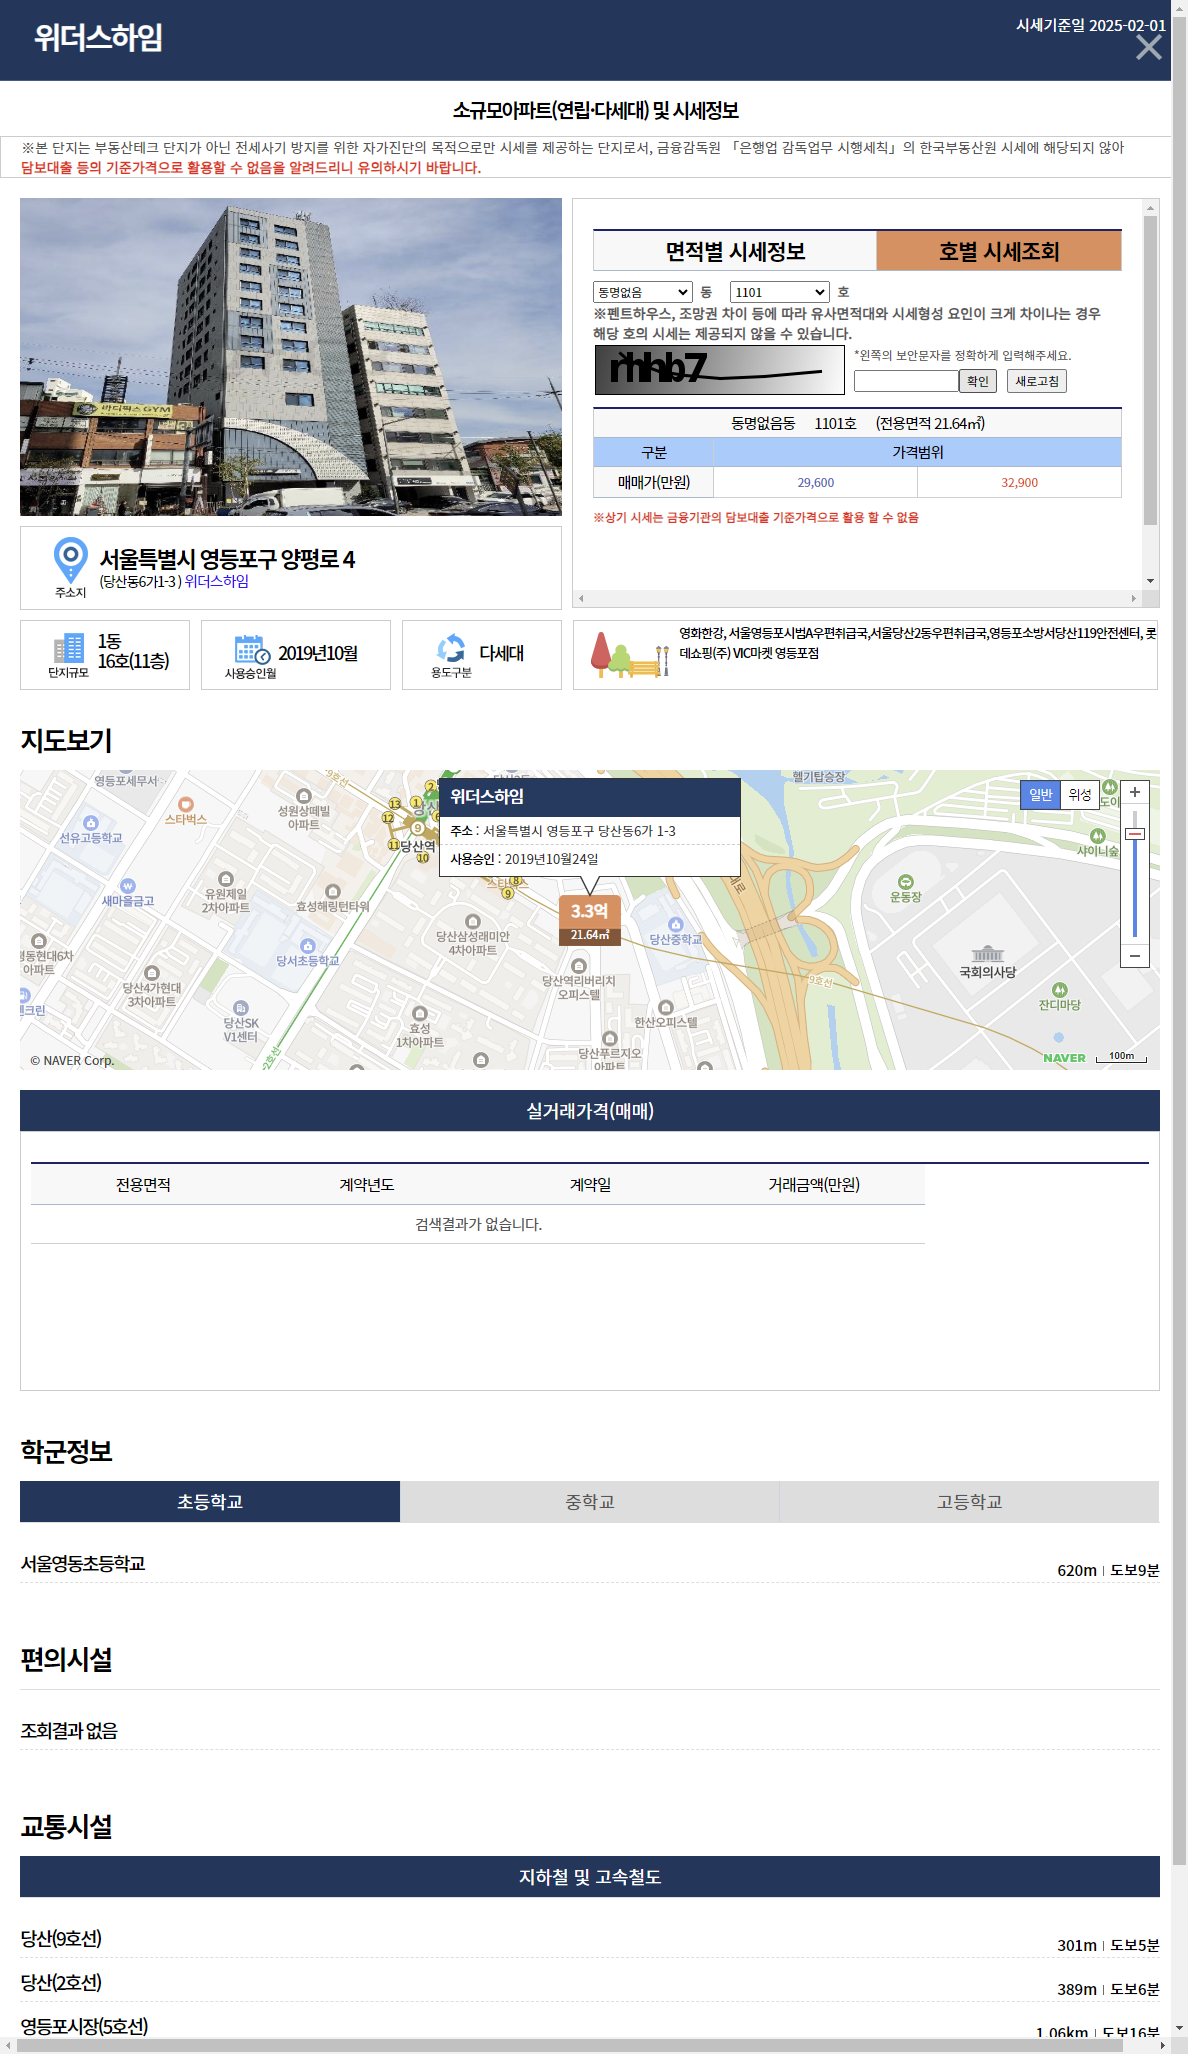 위더스하임
시세기준일 2025-02-01
소규모아파트(연립·다세대) 및 시세정보
※본 단지는 부동산테크 단지가 아닌 전세사기 방지를 위한 자가진단의 목적으로만 시세를 제공하는 단지로서, 금융감독원 「은행업 감독업무 시행세칙」의 한국부동산원 시세에 해당되지 않아
담보대출 등의 기준가격으로 활용할 수 없음을 알려드리니 유의하시기 바랍니다.
바디픽스GYM
면적별 시세정보 호별 시세조회
동명없음 동 1101 호
※펜트하우스, 조망권 차이 등에 따라 유사면적대와 시세형성 요인이 크게 차이나는 경우
해당 호의 시세는 제공되지 않을 수 있습니다.
*왼쪽의 보안문자를 정확하게 입력해주세요.
확인 새로고침
동명없음동 1101호 (전용면적 21.64㎡)
구분 가격범위
매매가(만원) 29,600 32,900
※상기 시세는 금융기관의 담보대출 기준가격으로 활용 할 수 없음
주소지
서울특별시 영등포구 양평로 4
(당산동6가1-3 ) 위더스하임
단지규모
1동
16호(11층)
사용승인월
2019년10월
용도구분
다세대
영화한강, 서울영등포시범A우편취급국,서울당산2동우편취급국,영등포소방서당산119안전센터, 롯
데쇼핑(주) VIC마켓 영등포점
지도보기
영등포세무서
9호선
헬기탑승장
스타벅스
성원상떼빌
아파트
선유고등학교
13
12
11
10
2
1
9
당산역
위더스하임
주소 : 서울특별시 영등포구 당산동6가 1-3
사용승인 : 2019년10월24일
3.3억
21.64㎡
일반 위성
샤이니숲
새마을금고
유원제일
2차아파트
효성해링턴타워
스타벅스
8
9
운동장
당산삼성래미안
4차아파트
당산중학교
당서초등학교
아파트
당산4가현대
3차아파트
당산역리버리치
오피스텔
9호선
국회의사당
잔디마당
당산SK
V1센터
효성
1차아파트
한산오피스텔
당산푸르지오
아파트
2호선
© NAVER Corp.
NAVER
100m
실거래가격(매매)
전용면적 계약년도 계약일 거래금액(만원)
검색결과가 없습니다.
학군정보
초등학교 중학교 고등학교
서울영동초등학교 620m | 도보9분
편의시설
조회결과 없음
교통시설
지하철 및 고속철도
당산(9호선) 301m | 도보5분
당산(2호선) 389m | 도보6분
영등포시장(5호선) 1.06km | 도보16분